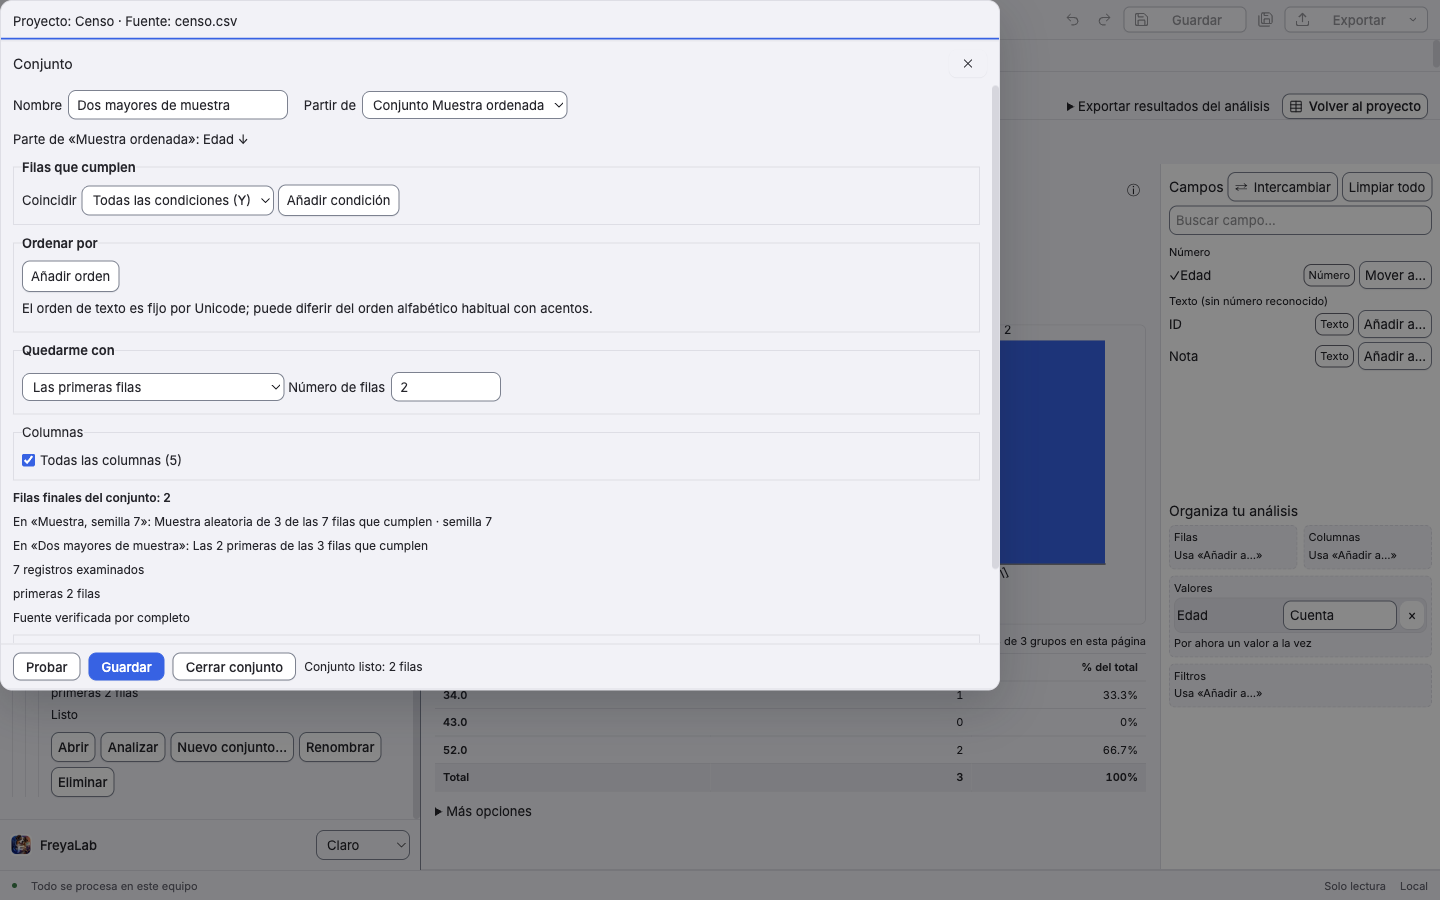 Proyecto: Censo · Fuente: censo.csv
Conjunto
Nombre Dos mayores de muestra Partir de Conjunto Muestra ordenada
Parte de «Muestra ordenada»: Edad ↓
Filas que cumplen
Coincidir Todas las condiciones (Y) Añadir condición
Ordenar por
Añadir orden
El orden de texto es fijo por Unicode; puede diferir del orden alfabético habitual con acentos.
Quedarme con
Las primeras filas Número de filas 2
Columnas
Todas las columnas (5)
Filas finales del conjunto: 2
En «Muestra, semilla 7»: Muestra aleatoria de 3 de las 7 filas que cumplen · semilla 7
En «Dos mayores de muestra»: Las 2 primeras de las 3 filas que cumplen
7 registros examinados
primeras 2 filas
Fuente verificada por completo
Probar Guardar Cerrar conjunto Conjunto listo: 2 filas
Guardar Exportar
Exportar resultados del análisis Volver al proyecto
2
de 3 grupos en esta página
% del total
34.0 1 33.3%
43.0 0 0%
52.0 2 66.7%
Total 3 100%
Más opciones
Campos Intercambiar Limpiar todo
Buscar campo...
Número
✓Edad Número Mover a...
Texto (sin número reconocido)
ID Texto Añadir a...
Nota Texto Añadir a...
Organiza tu análisis
Filas
Usa «Añadir a...»
Columnas
Usa «Añadir a...»
Valores
Edad Cuenta ×
Por ahora un valor a la vez
Filtros
Usa «Añadir a...»
primeras 2 filas
Listo
Abrir Analizar Nuevo conjunto... Renombrar
Eliminar
FreyaLab Claro
Todo se procesa en este equipo
Solo lectura Local